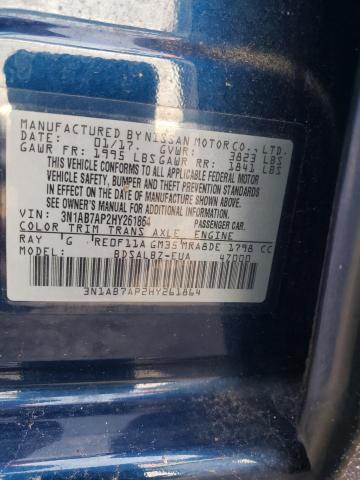 MANUFACTURED BY NISSAN MOTOR CO., LTD.
DATE: 01/17 GVWR: 3823 LBS
GAWR FR: 1995 LBS GAWR RR: 1841 LBS
THIS VEHICLE CONFORMS TO ALL APPLICABLE FEDERAL MOTOR
VEHICLE SAFETY, BUMPER AND THEFT PREVENTION STANDARDS
IN EFFECT ON THE DATE OF MANUFACTURE SHOWN ABOVE.
SEE OWNER'S MANUAL FOR ADDITIONAL INFORMATION.
VIN: 3N1AB7AP2HY261864 PASSENGER CAR.
COLOR TRIM TRANS AXLE ENGINE
RAY G RE0F11A GM35 MRA8DE 1798 CC
MODEL: BDSALBZ-EUA 47000
3N1AB7AP2HY261864